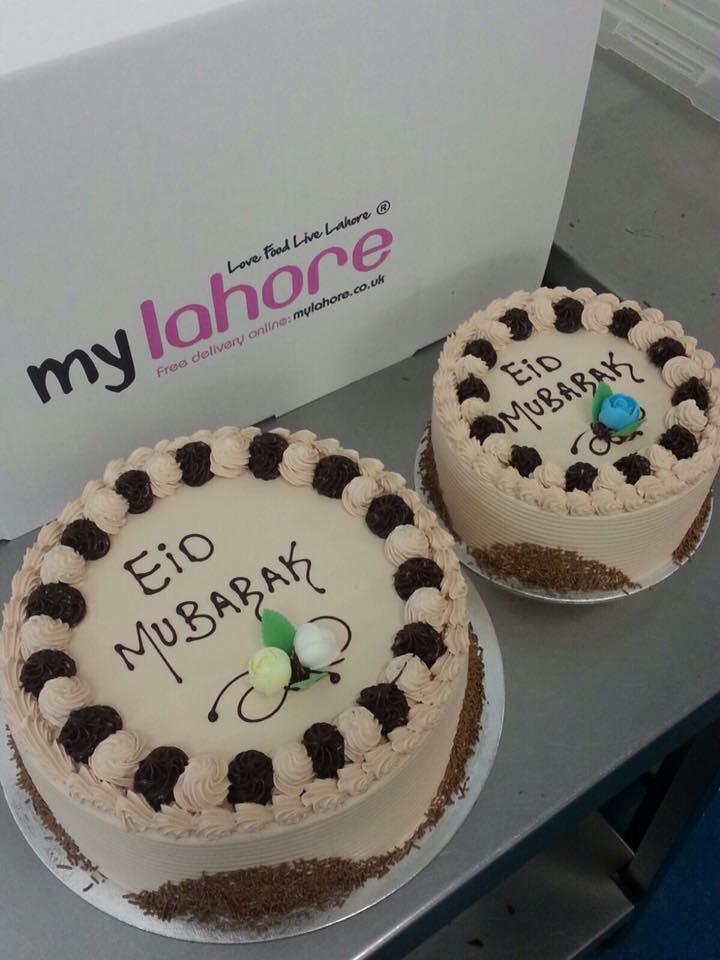 Love Food Live Lahore ®
my lahore
Free delivery online: mylahore.co.uk
EiD
MUBARAK
EiD
MUBARAK